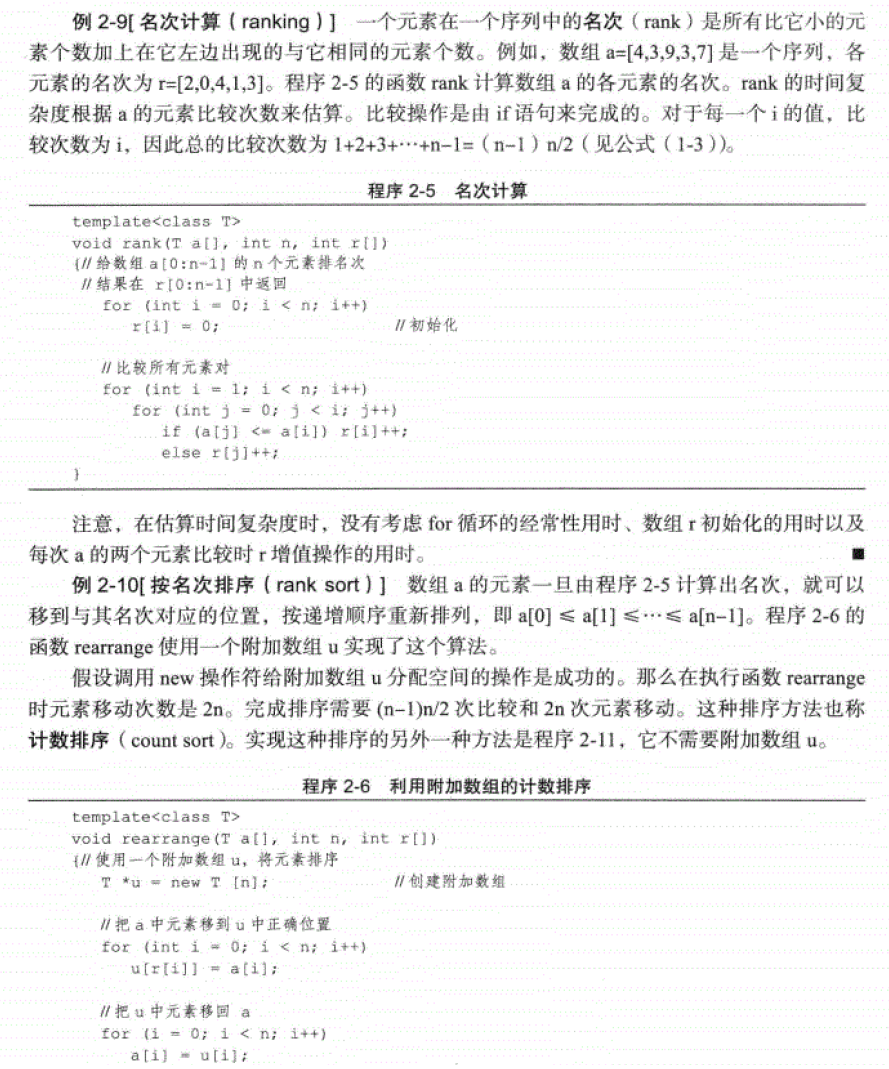 例 2-9[ 名次计算（ranking）] 一个元素在一个序列中的名次（rank）是所有比它小的元
素个数加上在它左边出现的与它相同的元素个数。例如，数组 a=[4,3,9,3,7] 是一个序列，各
元素的名次为 r=[2,0,4,1,3]。程序 2-5 的函数 rank 计算数组 a 的各元素的名次。rank 的时间复
杂度根据 a 的元素比较次数来估算。比较操作是由 if 语句来完成的。对于每一个 i 的值，比
较次数为 i，因此总的比较次数为 1+2+3+…+n-1=（n-1）n/2（见公式（1-3））。
程序 2-5 名次计算
template<class T>
void rank(T a[], int n, int r[])
{// 给数组 a[0:n-1] 的 n 个元素排名次
// 结果在 r[0:n-1] 中返回
for (int i = 0; i < n; i++)
r[i] = 0; // 初始化
// 比较所有元素对
for (int i = 1; i < n; i++)
for (int j = 0; j < i; j++)
if (a[j] <= a[i]) r[i]++;
else r[j]++;
}
注意，在估算时间复杂度时，没有考虑 for 循环的经常性用时、数组 r 初始化的用时以及
每次 a 的两个元素比较时 r 增值操作的用时。 ■
例 2-10[ 按名次排序（rank sort）] 数组 a 的元素一旦由程序 2-5 计算出名次，就可以
移到与其名次对应的位置，按递增顺序重新排列，即 a[0] ≤ a[1] ≤…≤ a[n-1]。程序 2-6 的
函数 rearrange 使用一个附加数组 u 实现了这个算法。
假设调用 new 操作符给附加数组 u 分配空间的操作是成功的。那么在执行函数 rearrange
时元素移动次数是 2n。完成排序需要 (n-1)n/2 次比较和 2n 次元素移动。这种排序方法也称
计数排序（count sort）。实现这种排序的另外一种方法是程序 2-11，它不需要附加数组 u。
程序 2-6 利用附加数组的计数排序
template<class T>
void rearrange(T a[], int n, int r[])
{// 使用一个附加数组 u，将元素排序
T *u = new T [n]; // 创建附加数组
// 把 a 中元素移到 u 中正确位置
for (int i = 0; i < n; i++)
u[r[i]] = a[i];
// 把 u 中元素移回 a
for (i = 0; i < n; i++)
a[i] = u[i];